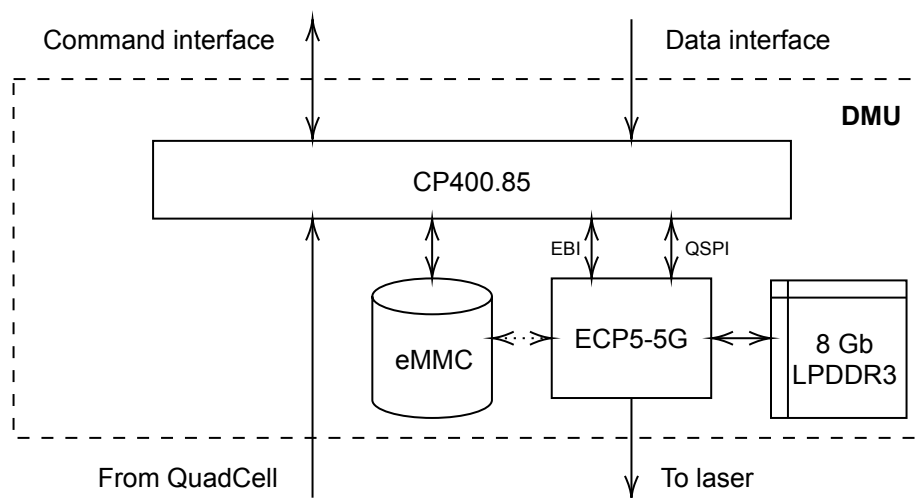 Command interface
Data interface
DMU
CP400.85
EBI
QSPI
eMMC
ECP5-5G
8 Gb
LPDDR3
From QuadCell
To laser